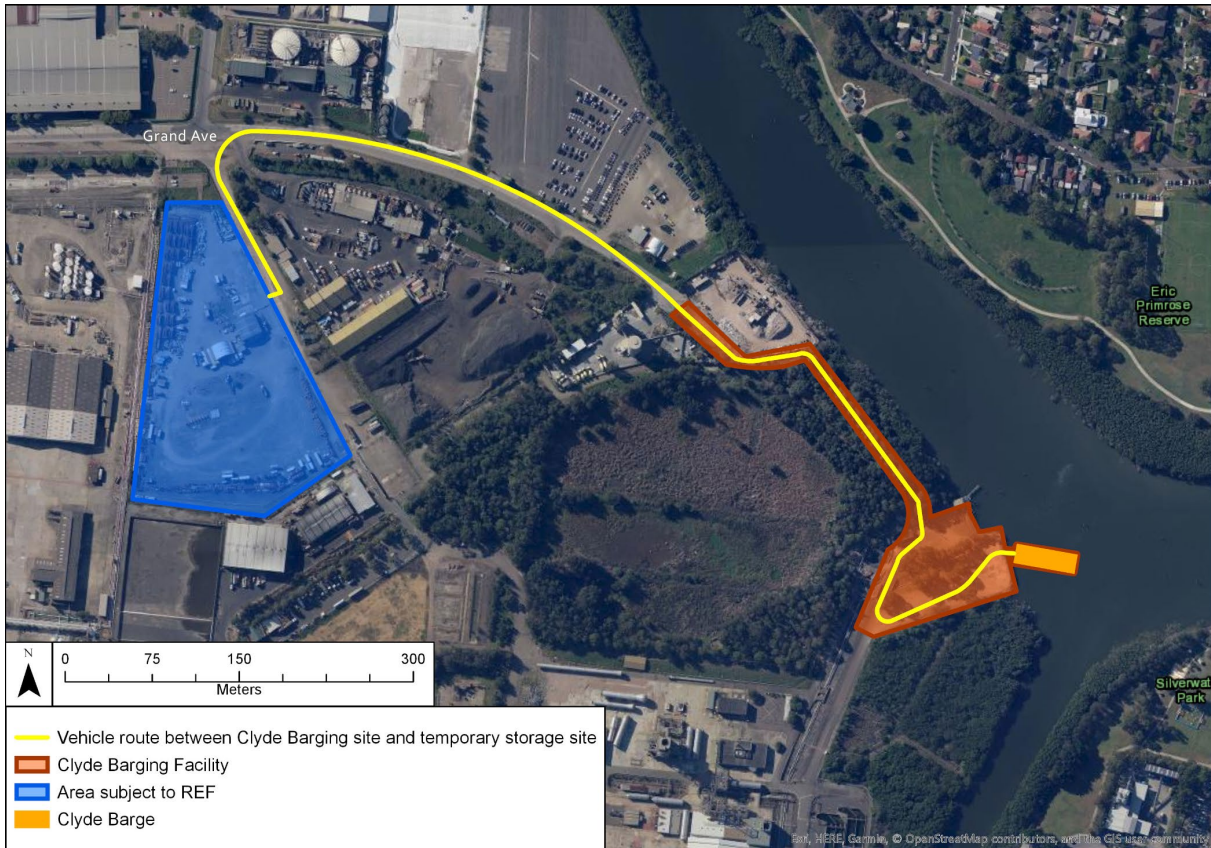 Grand Ave
Eric
Primrose
Reserve
Silverwat
Park
N
0 75 150 300
Meters
Vehicle route between Clyde Barging site and temporary storage site
Clyde Barging Facility
Area subject to REF
Clyde Barge
Esri, HERE, Garmin, © OpenStreetMap contributors, and the GIS user community